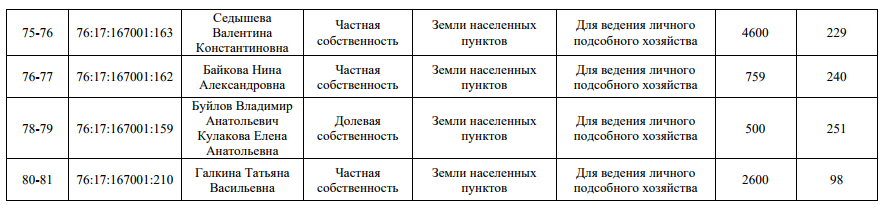 75-76 76:17:167001:163 Седышева Валентина Константиновна Частная собственность Земли населенных пунктов Для ведения личного подсобного хозяйства 4600 229
76-77 76:17:167001:162 Байкова Нина Александровна Частная собственность Земли населенных пунктов Для ведения личного подсобного хозяйства 759 240
78-79 76:17:167001:159 Буйлов Владимир Анатольевич Кулакова Елена Анатольевна Долевая собственность Земли населенных пунктов Для ведения личного подсобного хозяйства 500 251
80-81 76:17:167001:210 Галкина Татьяна Васильевна Частная собственность Земли населенных пунктов Для ведения личного подсобного хозяйства 2600 98